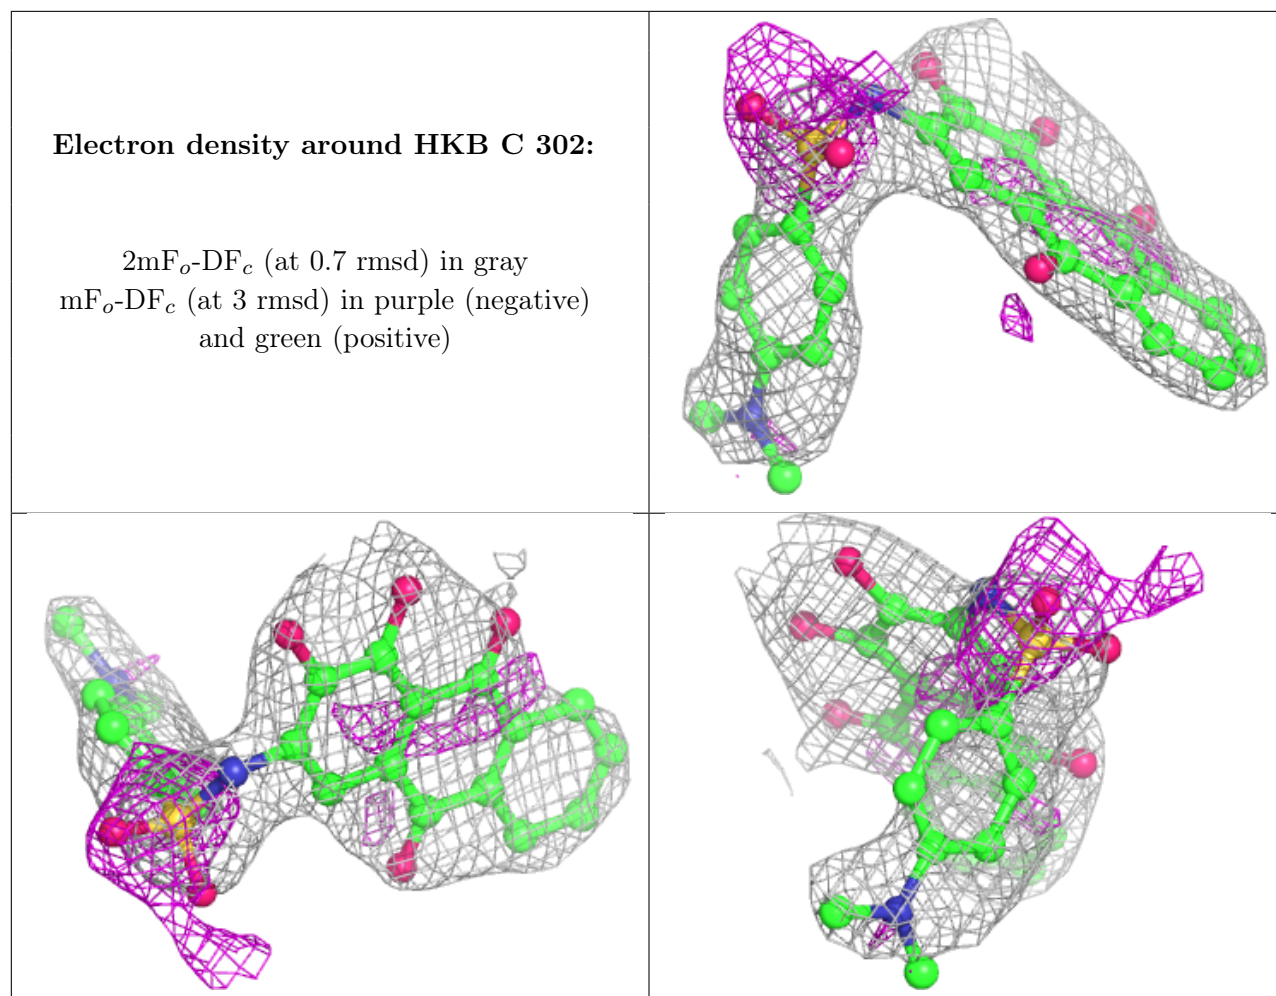 Electron density around HKB C 302:
2mFo-DFc (at 0.7 rmsd) in gray
mFo-DFc (at 3 rmsd) in purple (negative)
and green (positive)